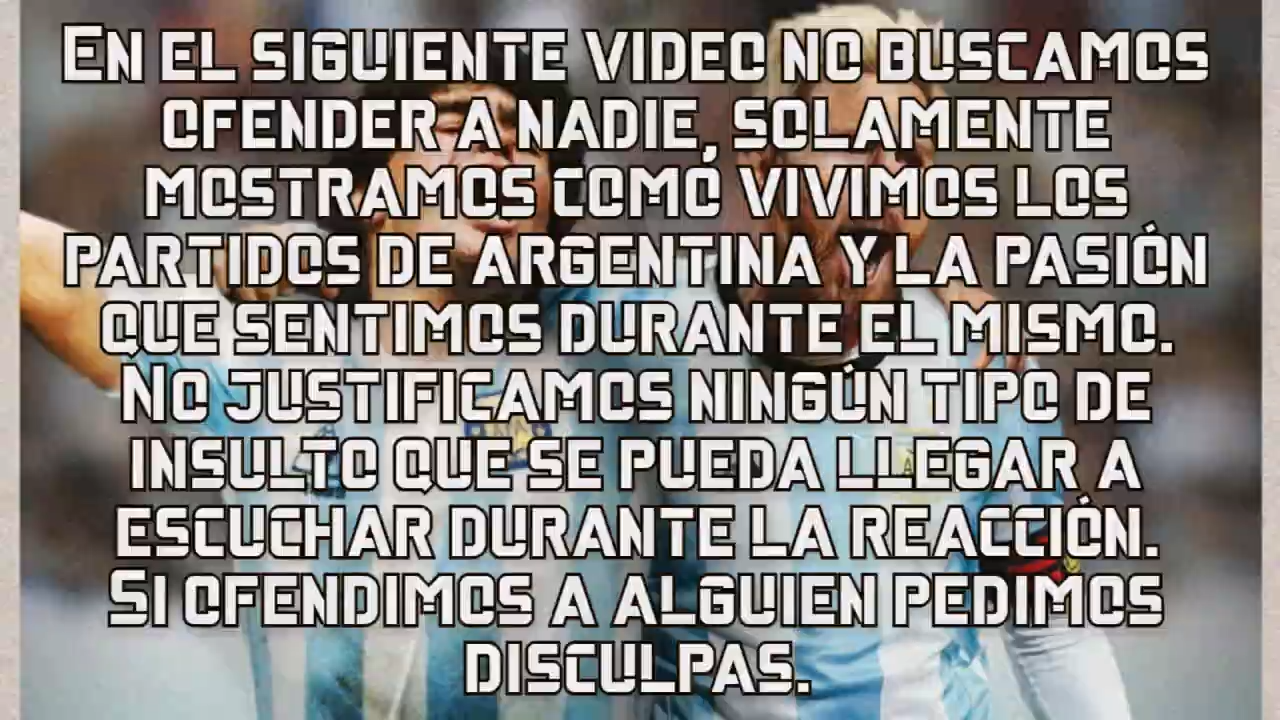 En el siguiente video no buscamos
ofender a nadie, solamente
mostramos como vivimos los
partidos de Argentina y la pasión
que sentimos durante el mismo.
No justificamos ningún tipo de
insulto que se pueda llegar a
escuchar durante la reacción.
Si ofendimos a alguien pedimos
disculpas.